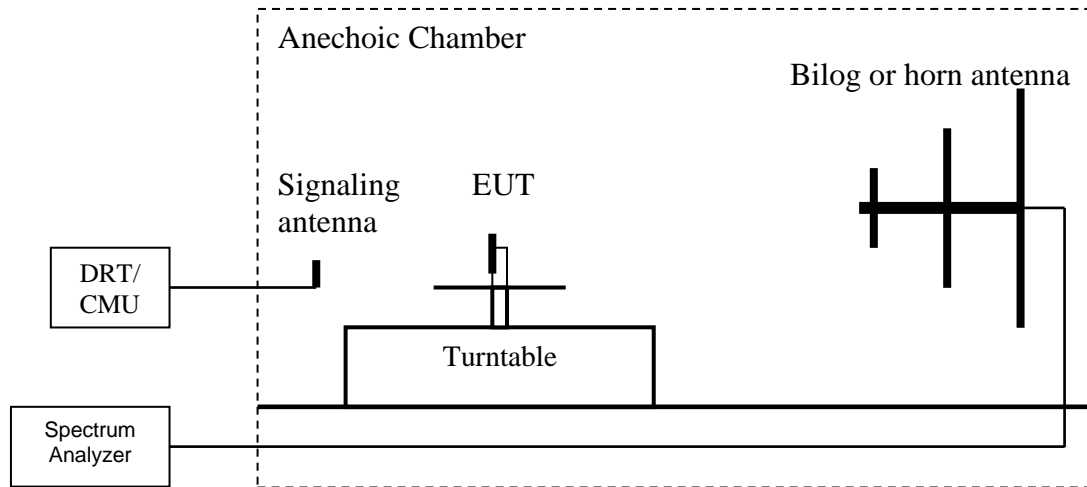 Anechoic Chamber
Bilog or horn antenna
Signaling
antenna
EUT
DRT/
CMU
Turntable
Spectrum
Analyzer